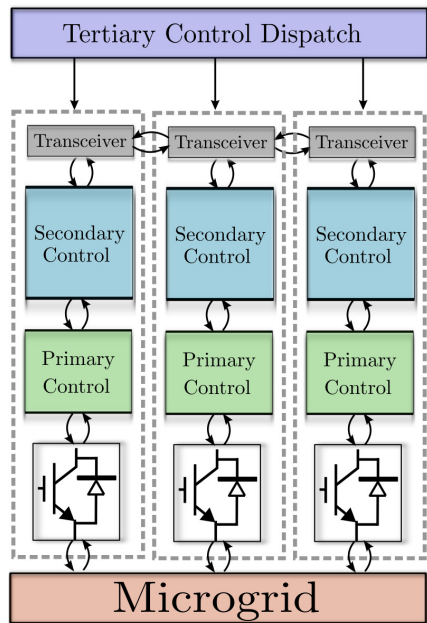 Tertiary Control Dispatch
Transceiver
Transceiver
Transceiver
Secondary
Control
Secondary
Control
Secondary
Control
Primary
Control
Primary
Control
Primary
Control
Microgrid